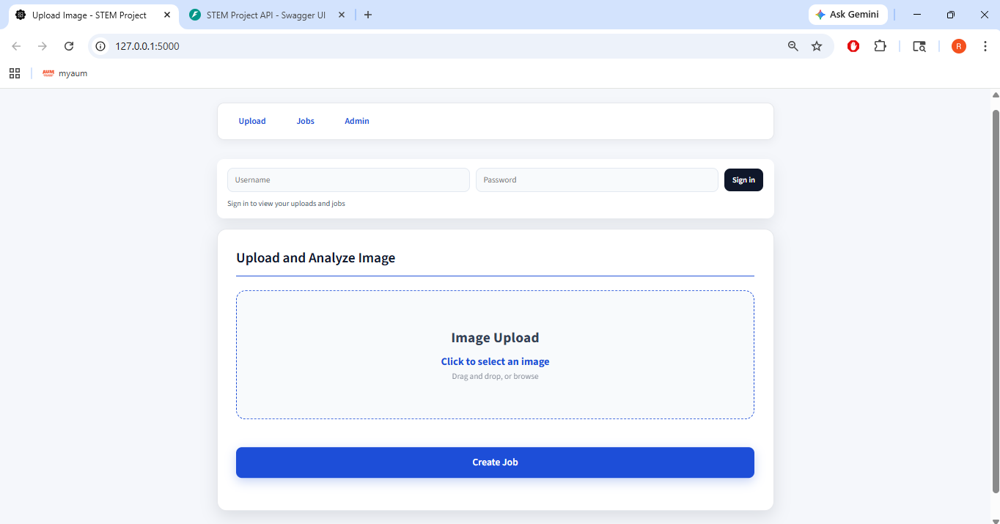 Upload Image - STEM Project
STEM Project API - Swagger UI
Ask Gemini
127.0.0.1:5000
R
AUM
myaum
Upload
Jobs
Admin
Username
Password
Sign in
Sign in to view your uploads and jobs
Upload and Analyze Image
Image Upload
Click to select an image
Drag and drop, or browse
Create Job